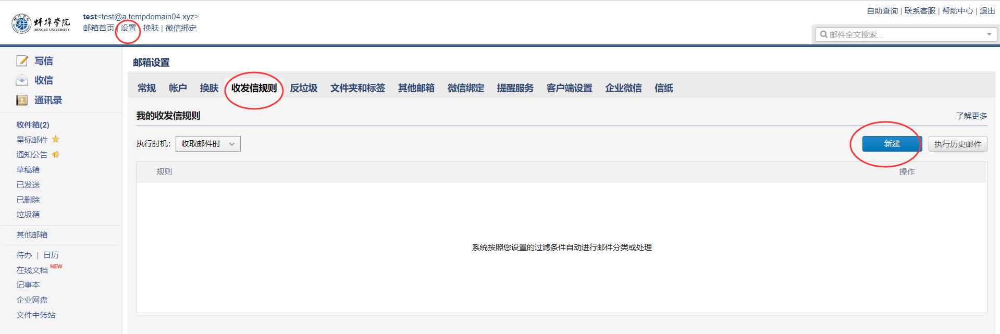 自助查询 | 联系客服 | 帮助中心 | 退出
蚌埠学院
BENGBU UNIVERSITY
test<test@a.tempdomain04.xyz>
邮箱首页 | 设置 换肤 | 微信绑定
邮件全文搜索...
写信
收信
通讯录
收件箱(2)
星标邮件
通知公告
草稿箱
已发送
已删除
垃圾箱
其他邮箱
待办 | 日历
在线文档 NEW
记事本
企业网盘
文件中转站
邮箱设置
常规 帐户 换肤 收发信规则 反垃圾 文件夹和标签 其他邮箱 微信绑定 提醒服务 客户端设置 企业微信 信纸
我的收发信规则 了解更多
执行时机: 收取邮件时 新建 执行历史邮件
规则 操作
系统按照您设置的过滤条件自动进行邮件分类或处理